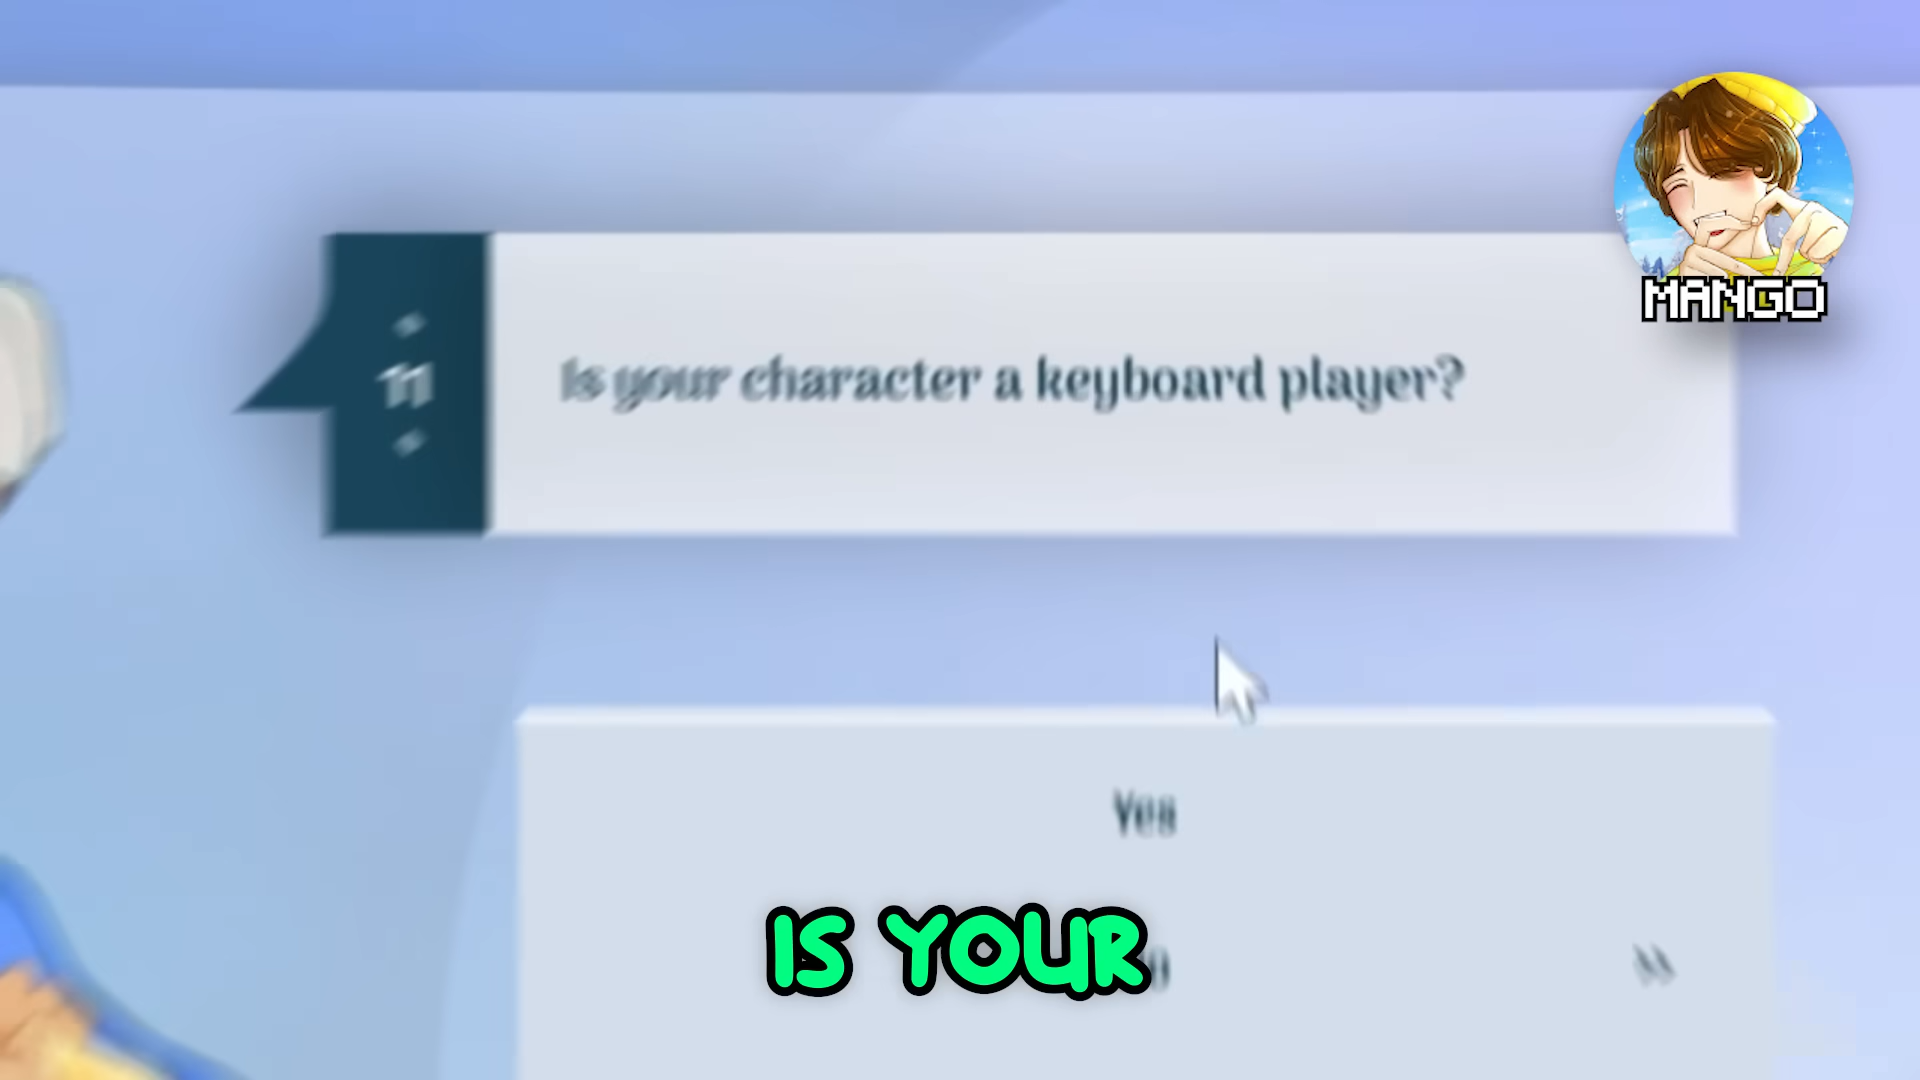 MANGO
11
Is your character a keyboard player?
Yes
IS YOUR